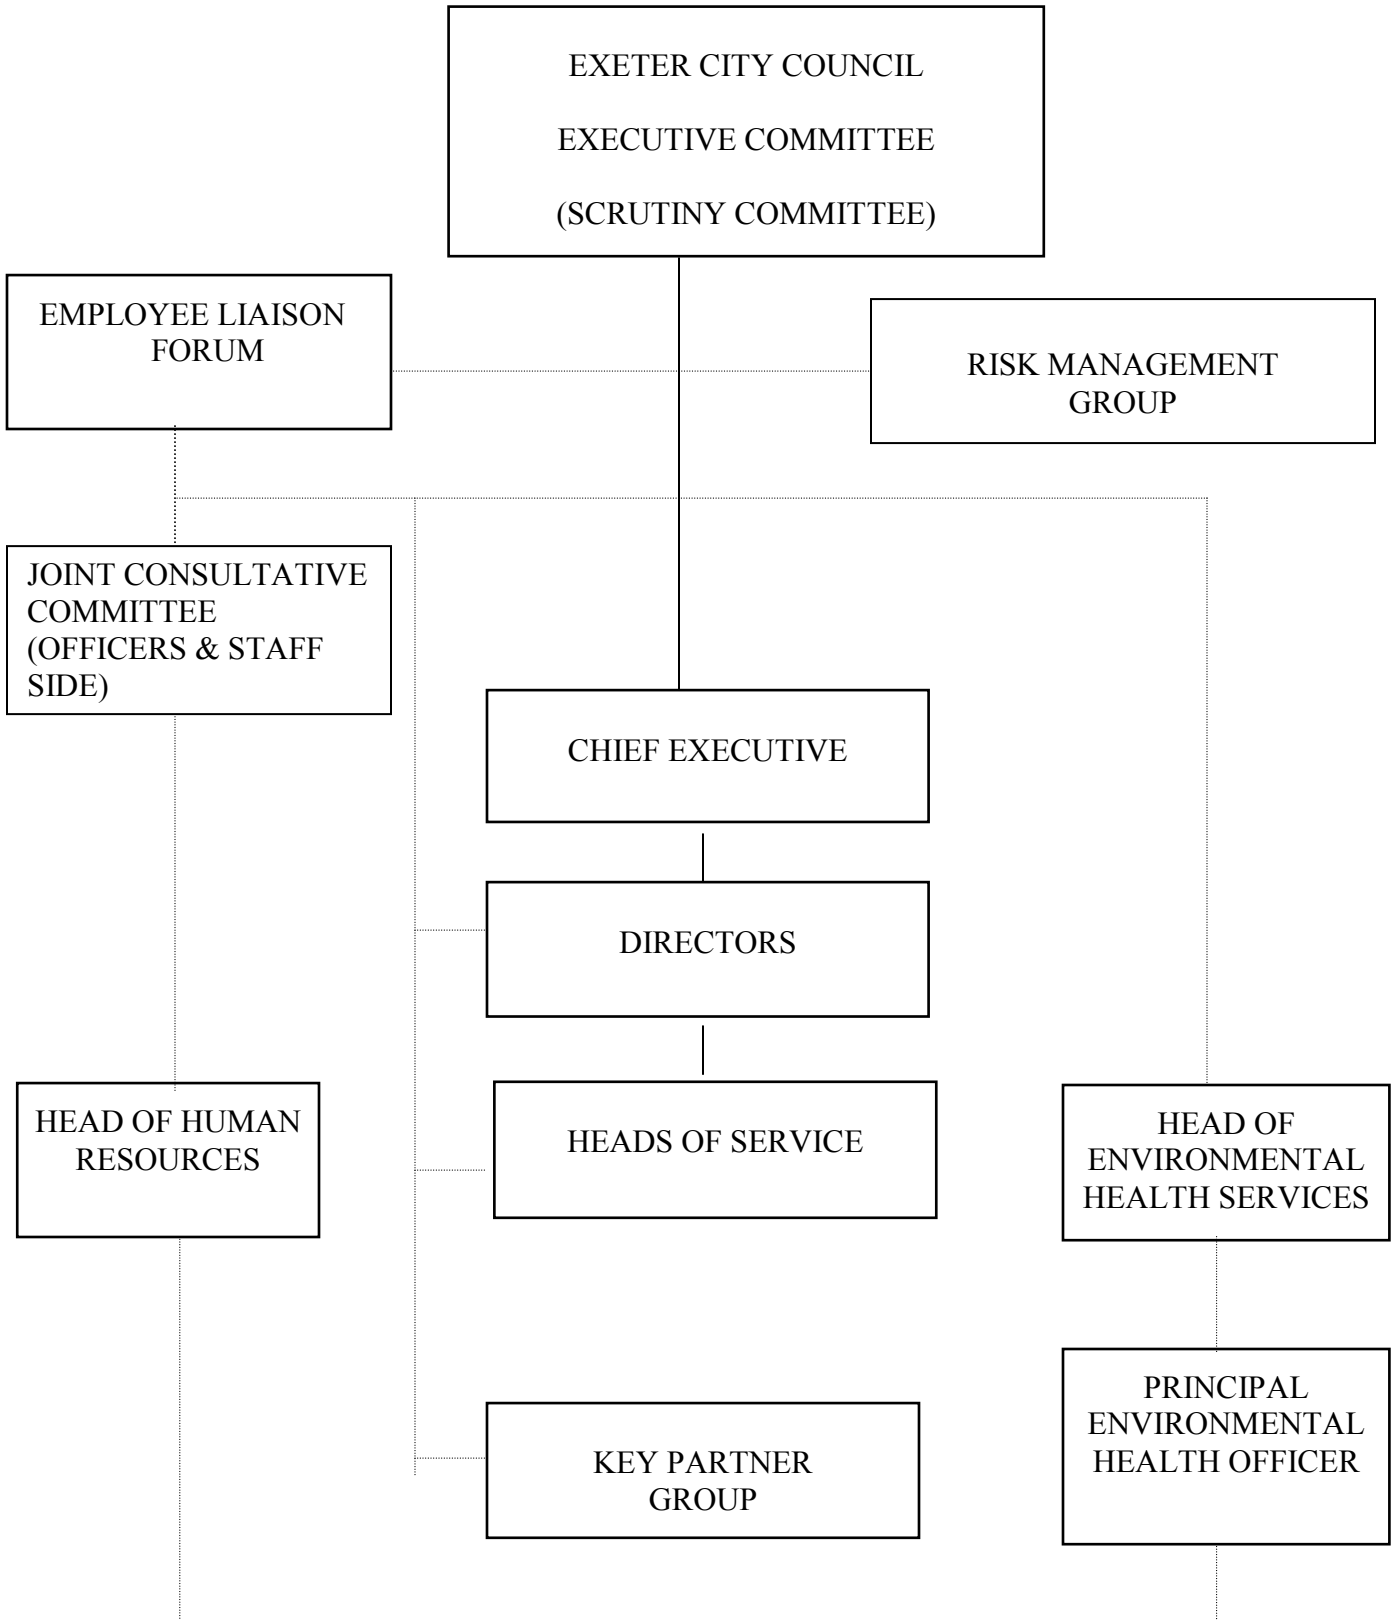 EXETER CITY COUNCIL
EXECUTIVE COMMITTEE
(SCRUTINY COMMITTEE)
EMPLOYEE LIAISON
FORUM
RISK MANAGEMENT
GROUP
JOINT CONSULTATIVE
COMMITTEE
(OFFICERS & STAFF
SIDE)
CHIEF EXECUTIVE
DIRECTORS
HEAD OF HUMAN
RESOURCES
HEADS OF SERVICE
HEAD OF
ENVIRONMENTAL
HEALTH SERVICES
KEY PARTNER
GROUP
PRINCIPAL
ENVIRONMENTAL
HEALTH OFFICER